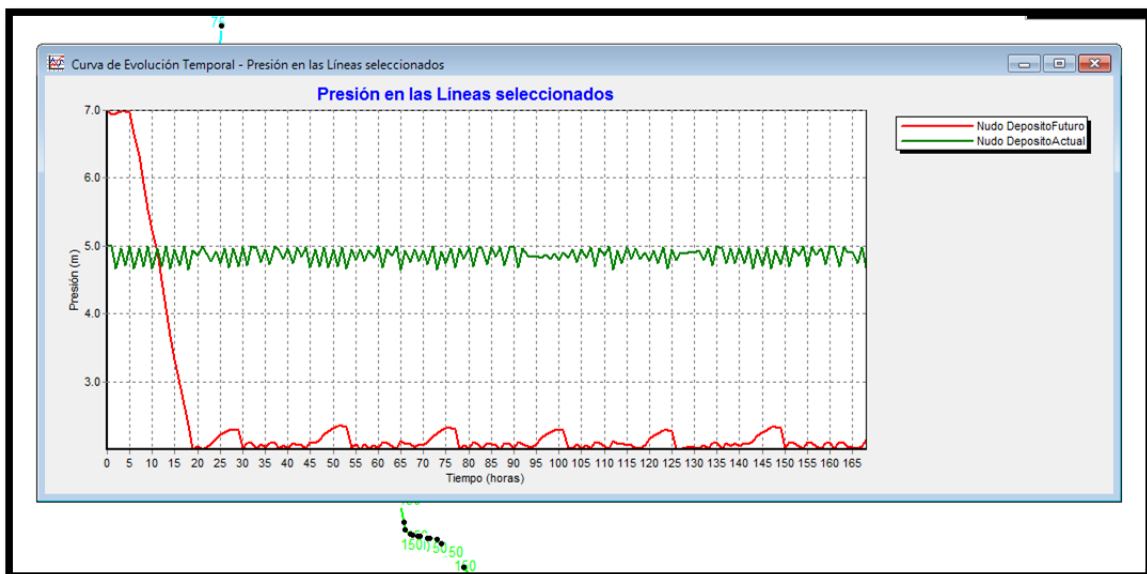 75
Curva de Evolución Temporal - Presión en las Líneas seleccionados
Presión en las Líneas seleccionados
Nudo DepositoFuturo
Nudo DepositoActual
7.0
6.0
5.0
4.0
3.0
Presión (m)
0 5 10 15 20 25 30 35 40 45 50 55 60 65 70 75 80 85 90 95 100 105 110 115 120 125 130 135 140 145 150 155 160 165
Tiempo (horas)
150
50
150